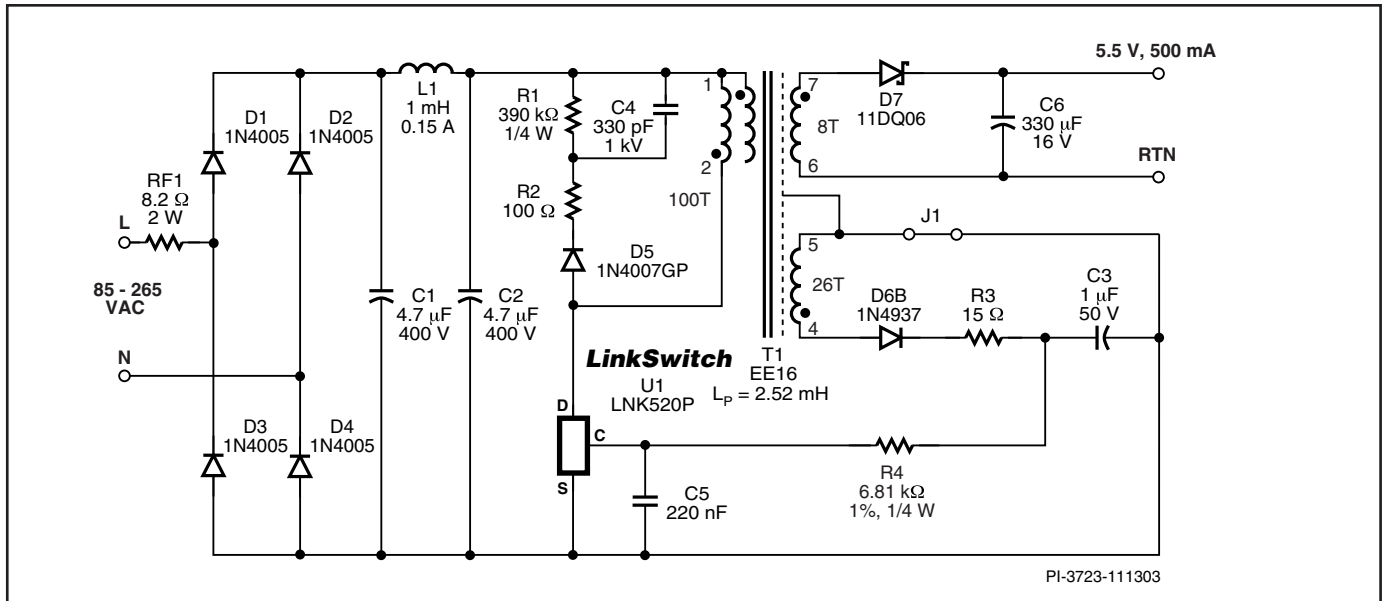 5.5 V, 500 mA
L1
1 mH
0.15 A
D1
1N4005
D2
1N4005
R1
390 kΩ
1/4 W
C4
330 pF
1 kV
1
2
100T
7
8T
6
D7
11DQ06
C6
330 µF
16 V
RTN
RF1
8.2 Ω
2 W
L
R2
100 Ω
J1
85 - 265
VAC
C1
4.7 µF
400 V
C2
4.7 µF
400 V
D5
1N4007GP
5
26T
4
D6B
1N4937
R3
15 Ω
C3
1 µF
50 V
N
LinkSwitch
U1
LNK520P
T1
EE16
LP = 2.52 mH
D3
1N4005
D4
1N4005
D
C
S
C5
220 nF
R4
6.81 kΩ
1%, 1/4 W
PI-3723-111303